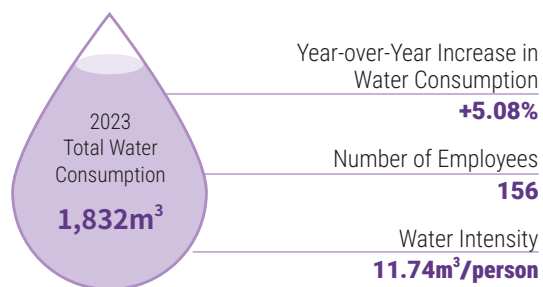 2023
Total Water
Consumption
1,832m³
Year-over-Year Increase in
Water Consumption
+5.08%
Number of Employees
156
Water Intensity
11.74m³/person